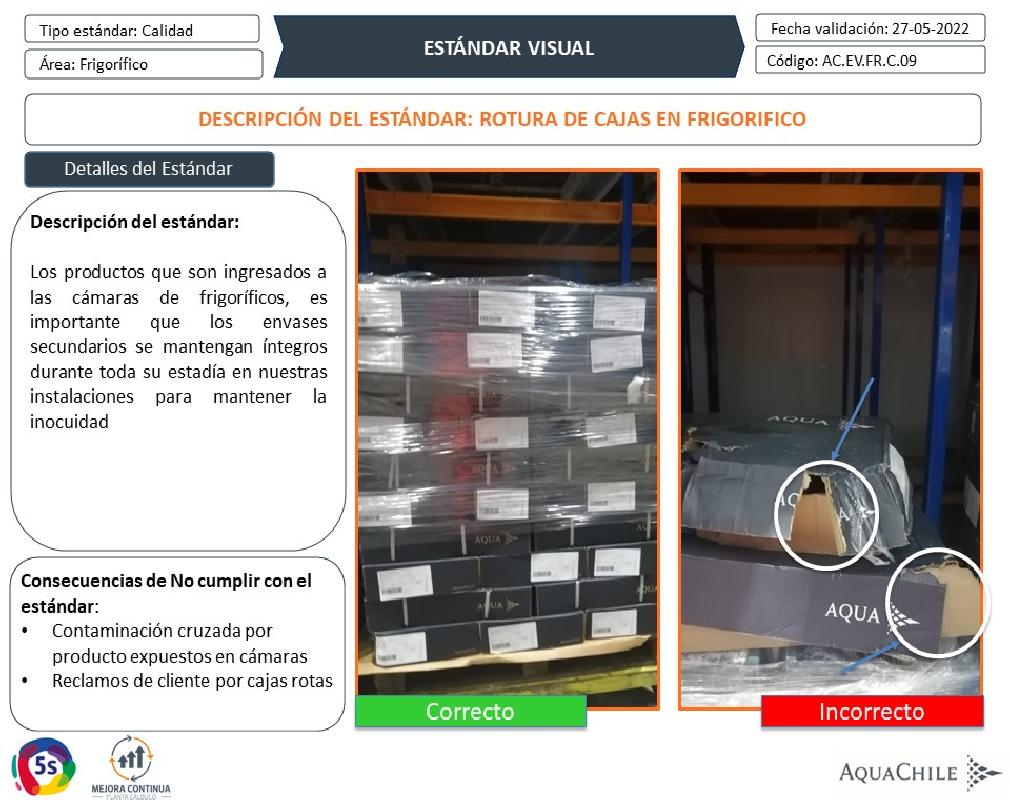 Tipo estándar: Calidad
Área: Frigorífico
ESTÁNDAR VISUAL
Fecha validación: 27-05-2022
Código: AC.EV.FR.C.09
DESCRIPCIÓN DEL ESTÁNDAR: ROTURA DE CAJAS EN FRIGORIFICO
Detalles del Estándar
Descripción del estándar:
Los productos que son ingresados a
las cámaras de frigoríficos, es
importante que los envases
secundarios se mantengan íntegros
durante toda su estadía en nuestras
instalaciones para mantener la
inocuidad
Consecuencias de No cumplir con el
estándar:
• Contaminación cruzada por
producto expuestos en cámaras
• Reclamos de cliente por cajas rotas
AQUA
AQUA
AQUA
AQUA
AQUA
Correcto
AQUA
AQUA
Incorrecto
5s
MEJORA CONTINUA
PLANTA CALBUCO
AQUACHILE